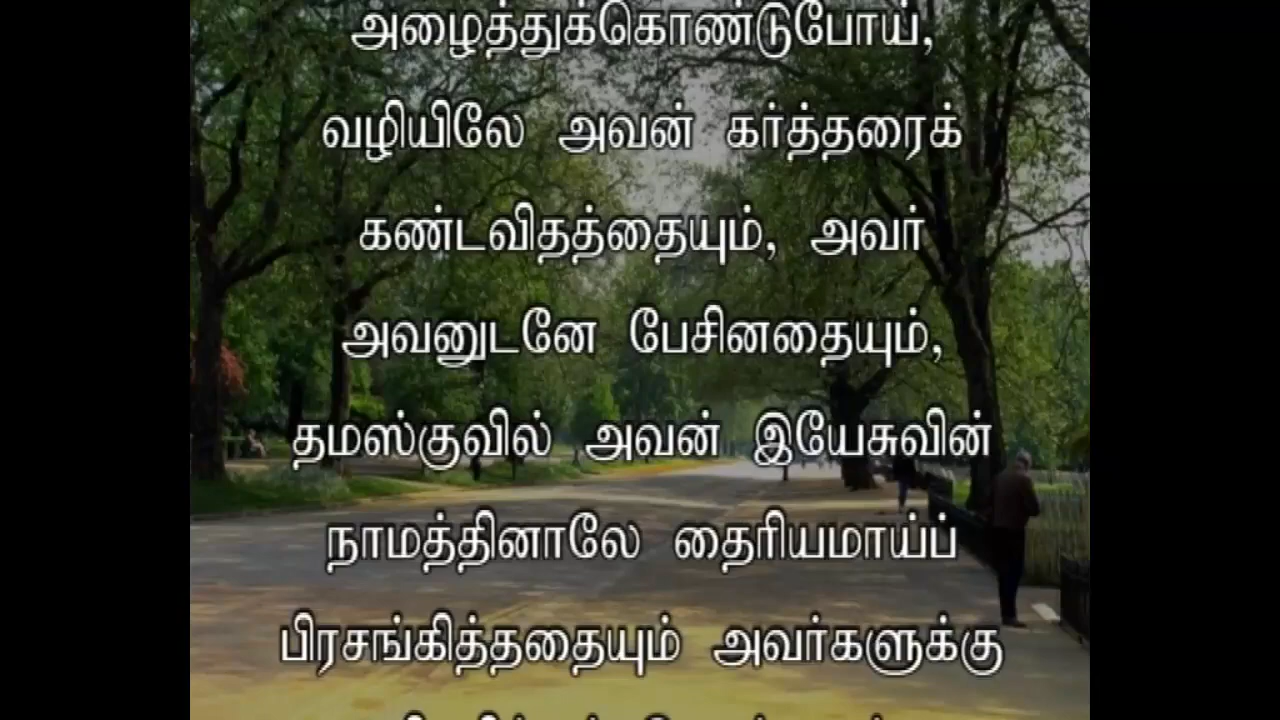 அழைத்துக்கொண்டுபோய்,
வழியிலே அவன் கர்த்தரைக்
கண்டவிதத்தையும், அவர்
அவனுடனே பேசினதையும்,
தமஸ்குவில் அவன் இயேசுவின்
நாமத்தினாலே தைரியமாய்ப்
பிரசங்கித்ததையும் அவர்களுக்கு